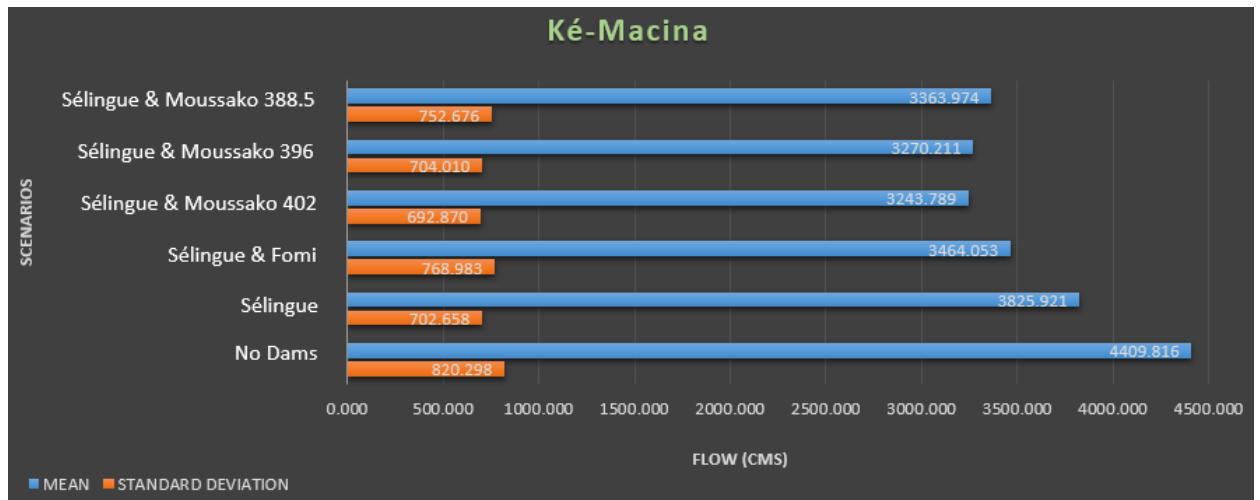 Ké-Macina
Sélingue & Moussako 388.5
3363.974
752.676
Sélingue & Moussako 396
3270.211
704.010
Sélingue & Moussako 402
3243.789
692.870
Sélingue & Fomi
3464.053
768.983
Sélingue
3825.921
702.658
No Dams
4409.816
820.298
SCENARIOS
0.000 500.000 1000.000 1500.000 2000.000 2500.000 3000.000 3500.000 4000.000 4500.000
FLOW (CMS)
MEAN STANDARD DEVIATION